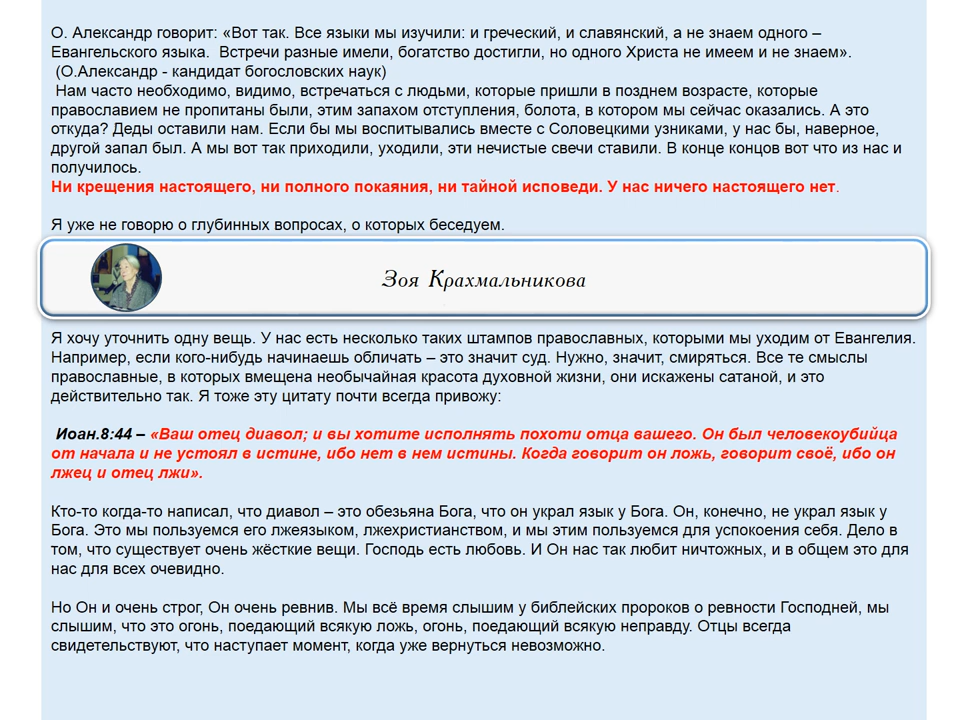 О. Александр говорит: «Вот так. Все языки мы изучили: и греческий, и славянский, а не знаем одного –
Евангельского языка.  Встречи разные имели, богатство достигли, но одного Христа не имеем и не знаем».
(О.Александр - кандидат богословских наук)
Нам часто необходимо, видимо, встречаться с людьми, которые пришли в позднем возрасте, которые
православием не пропитаны были, этим запахом отступления, болота, в котором мы сейчас оказались. А это
откуда? Деды оставили нам. Если бы мы воспитывались вместе с Соловецкими узниками, у нас бы, наверное,
другой запал был. А мы вот так приходили, уходили, эти нечистые свечи ставили. В конце концов вот что из нас и
получилось.
Ни крещения настоящего, ни полного покаяния, ни тайной исповеди. У нас ничего настоящего нет.
Я уже не говорю о глубинных вопросах, о которых беседуем.
Зоя Крахмальникова
Я хочу уточнить одну вещь. У нас есть несколько таких штампов православных, которыми мы уходим от Евангелия.
Например, если кого-нибудь начинаешь обличать – это значит суд. Нужно, значит, смиряться. Все те смыслы
православные, в которых вмещена необычайная красота духовной жизни, они искажены сатаной, и это
действительно так. Я тоже эту цитату почти всегда привожу:
Иоан.8:44 – «Ваш отец диавол; и вы хотите исполнять похоти отца вашего. Он был человекоубийца
от начала и не устоял в истине, ибо нет в нем истины. Когда говорит он ложь, говорит своё, ибо он
лжец и отец лжи».
Кто-то когда-то написал, что диавол – это обезьяна Бога, что он украл язык у Бога. Он, конечно, не украл язык у
Бога. Это мы пользуемся его лжеязыком, лжехристианством, и мы этим пользуемся для успокоения себя. Дело в
том, что существует очень жёсткие вещи. Господь есть любовь. И Он нас так любит ничтожных, и в общем это для
нас для всех очевидно.
Но Он и очень строг, Он очень ревнив. Мы всё время слышим у библейских пророков о ревности Господней, мы
слышим, что это огонь, поедающий всякую ложь, огонь, поедающий всякую неправду. Отцы всегда
свидетельствуют, что наступает момент, когда уже вернуться невозможно.